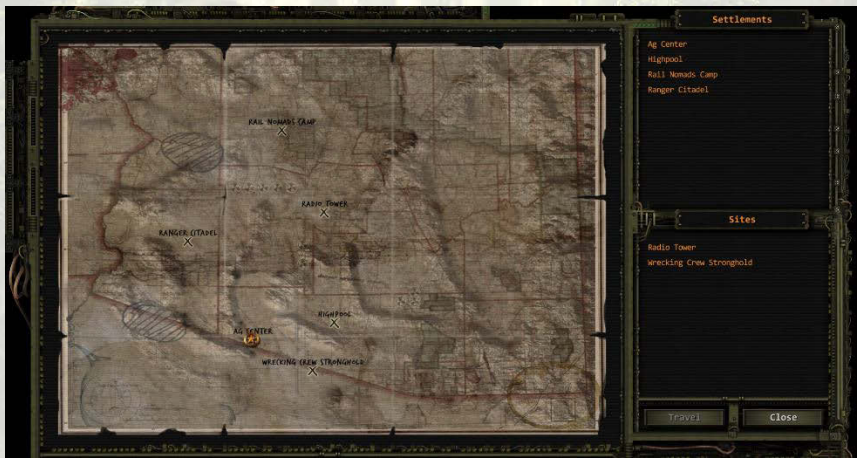 Settlements
Ag Center
Highpool
Rail Nomads Camp
Ranger Citadel
RAIL NOMADS CAMP
RADIO TOWER
RANGER CITADEL
HIGHPOOL
AG CENTER
WRECKING CREW STRONGHOLD
Sites
Radio Tower
Wrecking Crew Stronghold
Travel
Close